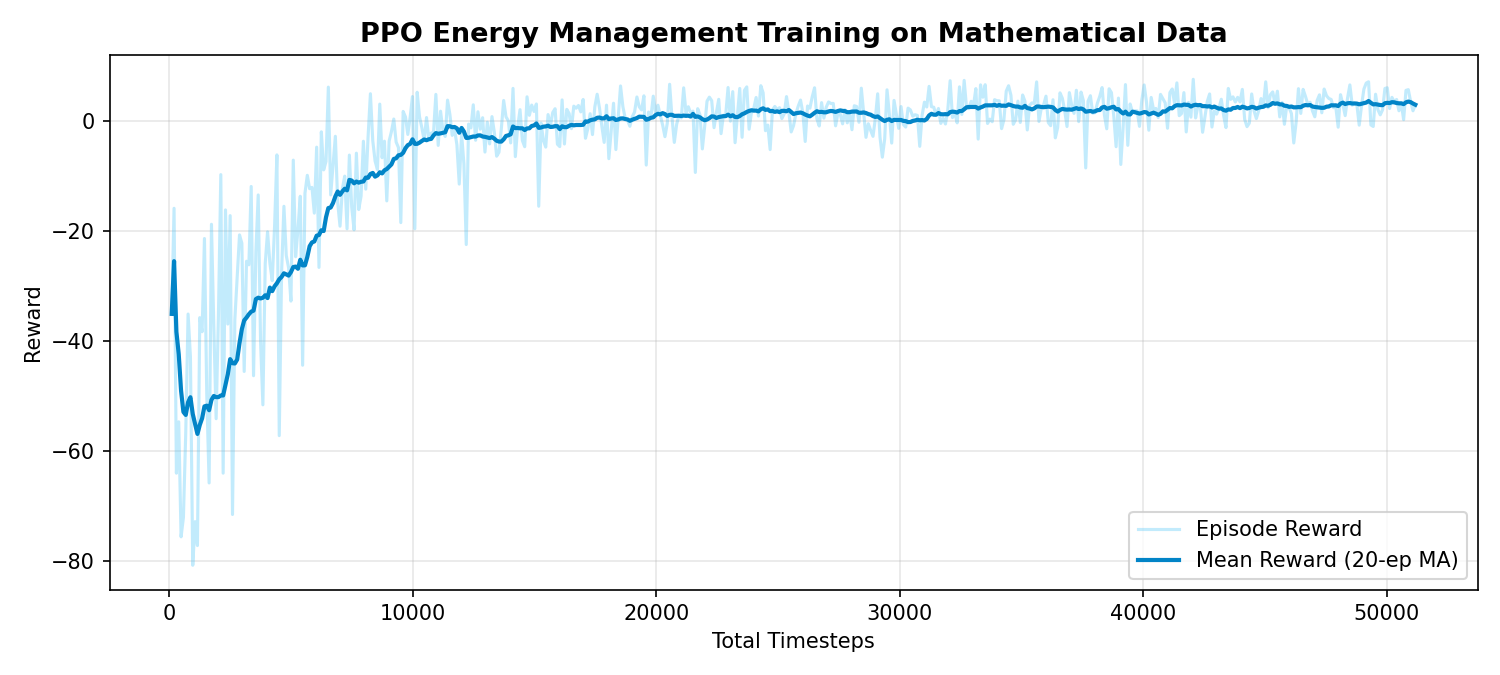 PPO Energy Management Training on Mathematical Data
Reward
0
−20
−40
−60
−80
Episode Reward
Mean Reward (20-ep MA)
0
10000
20000
30000
40000
50000
Total Timesteps